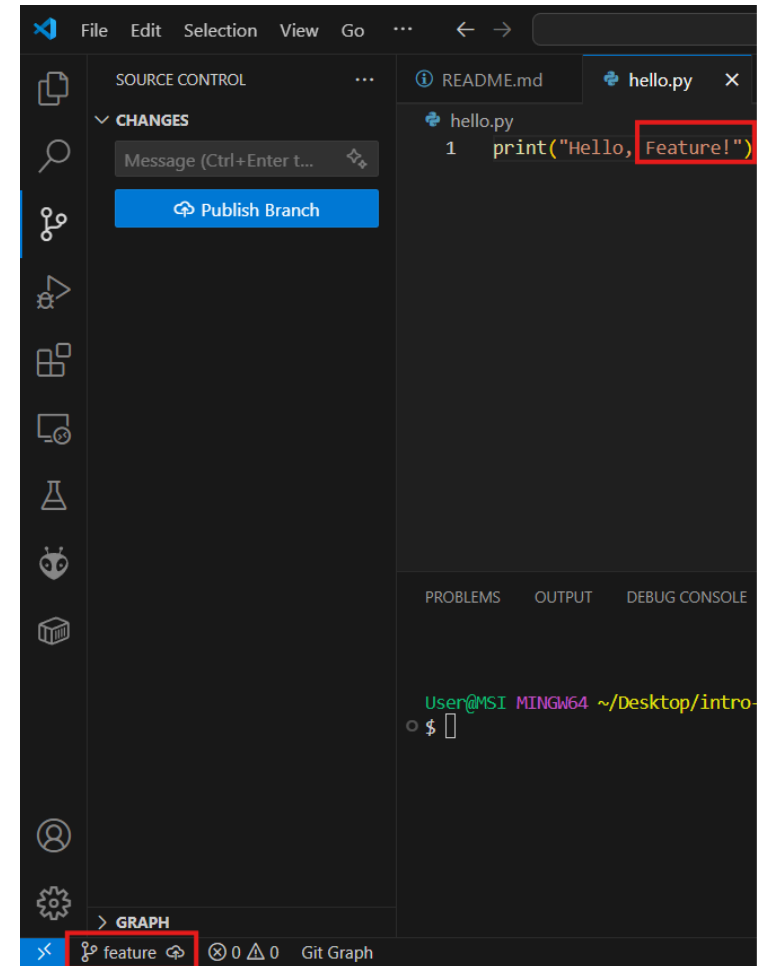 File Edit Selection View Go ···
SOURCE CONTROL ···
CHANGES
Message (Ctrl+Enter t...
Publish Branch
README.md hello.py
hello.py
1 print("Hello, Feature!")
PROBLEMS OUTPUT DEBUG CONSOLE
User@MSI MINGW64 ~/Desktop/intro-
$
GRAPH
feature 0 0 Git Graph